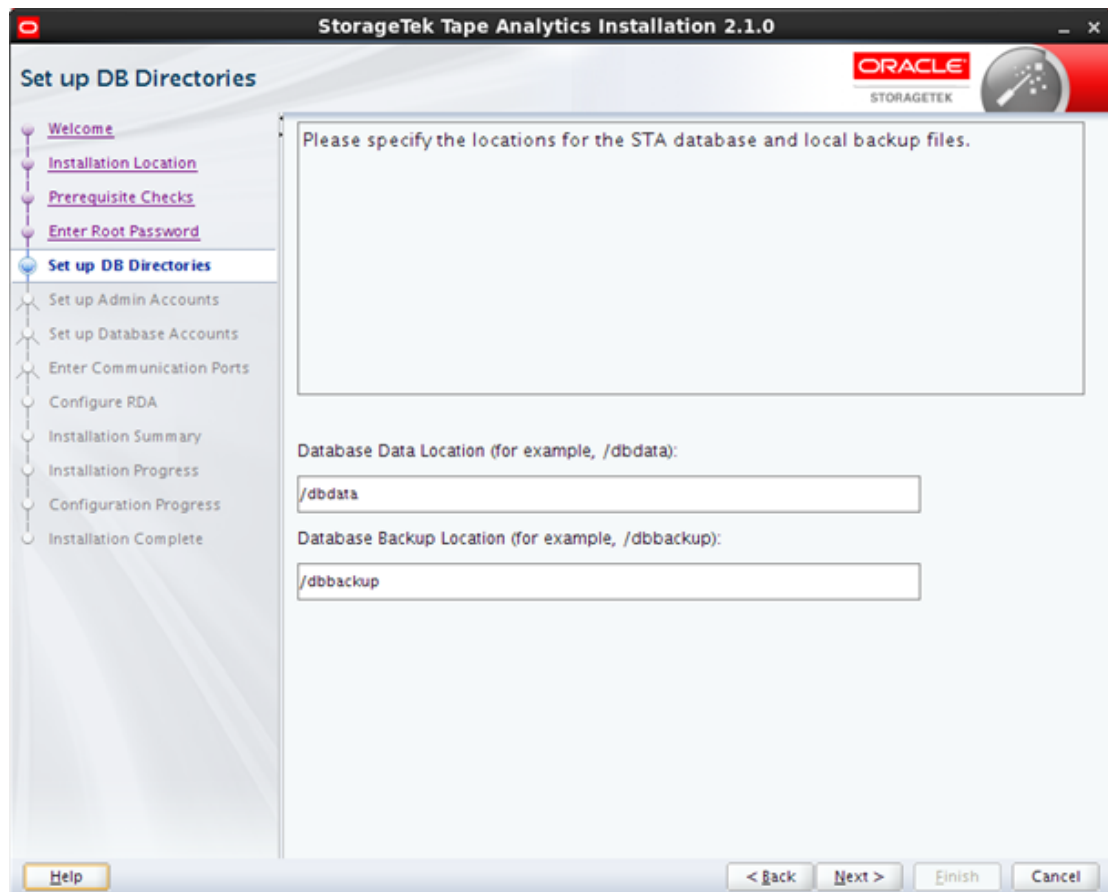 StorageTek Tape Analytics Installation 2.1.0
Set up DB Directories
ORACLE
STORAGETEK
Welcome
Installation Location
Prerequisite Checks
Enter Root Password
Set up DB Directories
Set up Admin Accounts
Set up Database Accounts
Enter Communication Ports
Configure RDA
Installation Summary
Installation Progress
Configuration Progress
Installation Complete
Please specify the locations for the STA database and local backup files.
Database Data Location (for example, /dbdata):
/dbdata
Database Backup Location (for example, /dbbackup):
/dbbackup
Help
< Back
Next >
Finish
Cancel